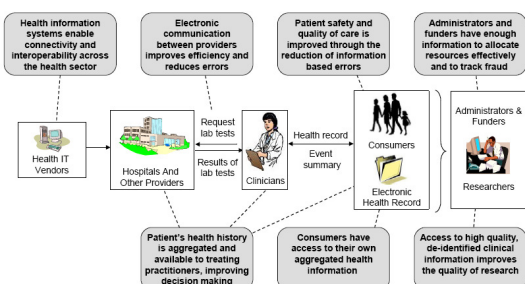 Health information
systems enable
connectivity and
interoperability across
the health sector
Electronic
communication
between providers
improves efficiency and
reduces errors
Patient safety and
quality of care is
improved through the
reduction of information
based errors
Administrators and
funders have enough
information to allocate
resources effectively
and to track fraud
Health IT
Vendors
Hospitals And
Other Providers
Request
lab tests
Results of
lab tests
Clinicians
Health record
Event
summary
Consumers
Electronic
Health Record
Administrators &
Funders
Researchers
Patient's health history
is aggregated and
available to treating
practitioners, improving
decision making
Consumers have
access to their own
aggregated health
information
Access to high quality,
de-identified clinical
information improves
the quality of research